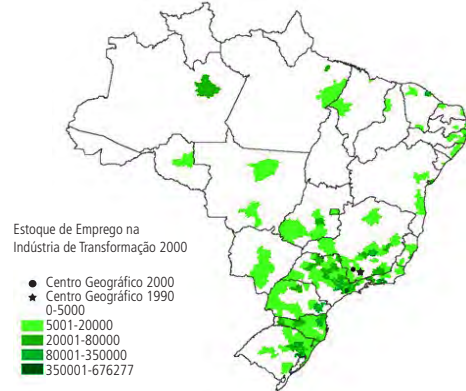 Estoque de Emprego na
Indústria de Transformação 2000
Centro Geográfico 2000
Centro Geográfico 1990
0-5000
5001-20000
20001-80000
80001-350000
350001-676277